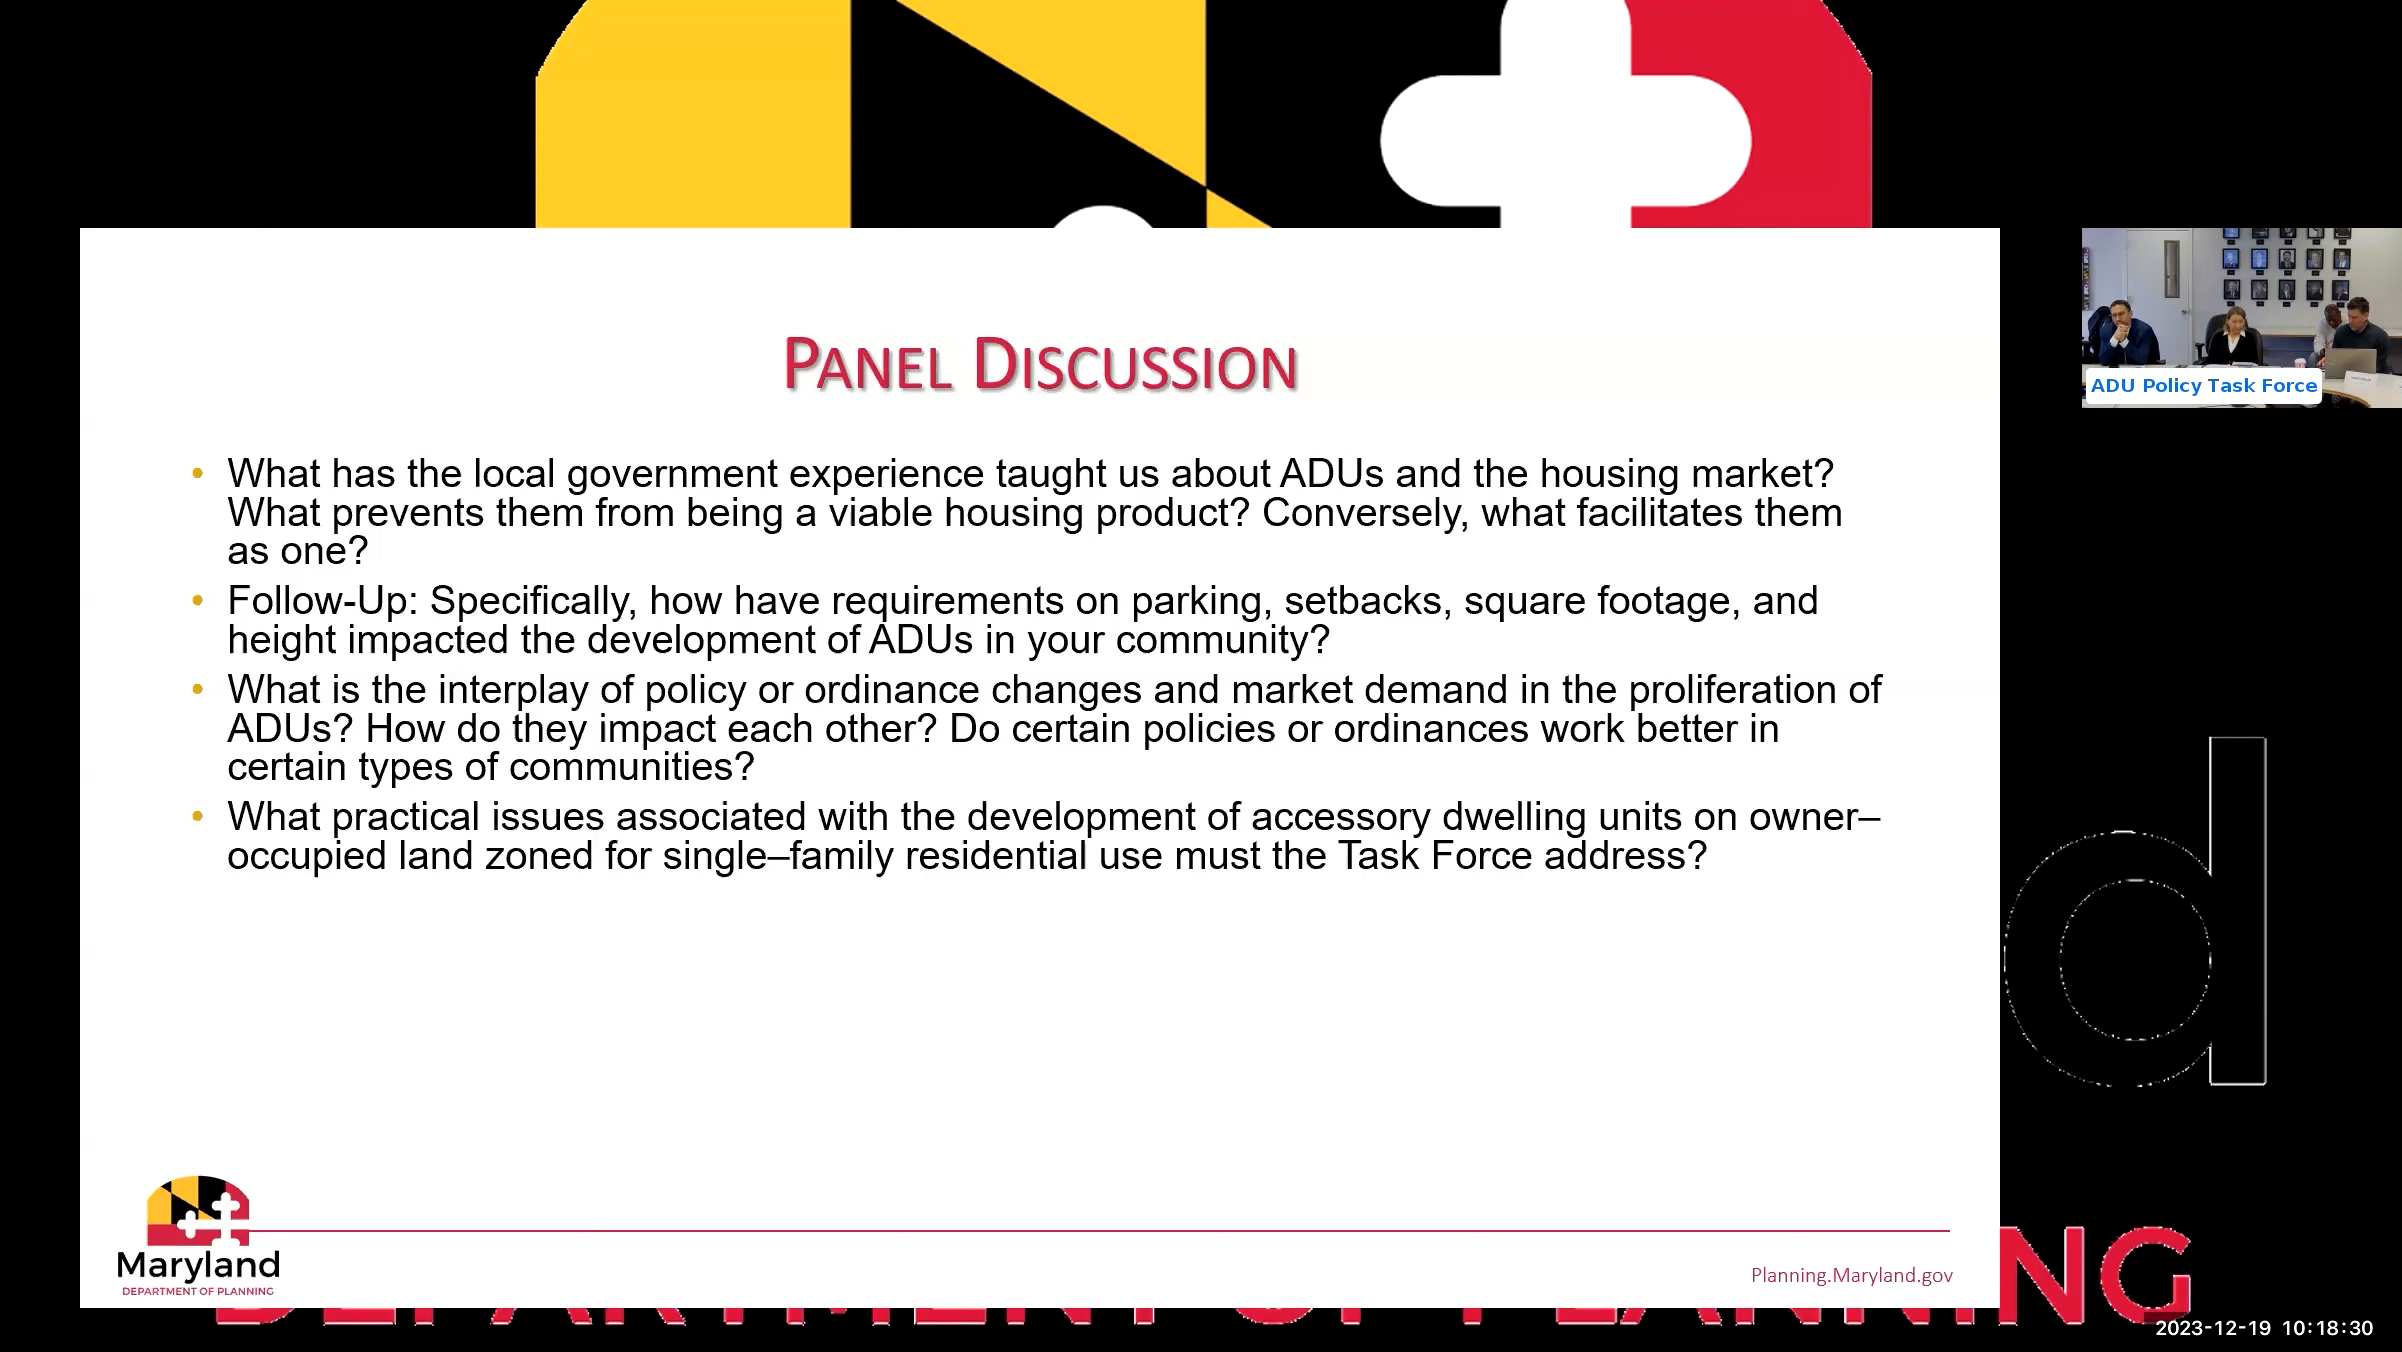 PANEL DISCUSSION
• What has the local government experience taught us about ADUs and the housing market?
What prevents them from being a viable housing product? Conversely, what facilitates them
as one?
• Follow-Up: Specifically, how have requirements on parking, setbacks, square footage, and
height impacted the development of ADUs in your community?
• What is the interplay of policy or ordinance changes and market demand in the proliferation of
ADUs? How do they impact each other? Do certain policies or ordinances work better in
certain types of communities?
• What practical issues associated with the development of accessory dwelling units on owner–
occupied land zoned for single–family residential use must the Task Force address?
Maryland
DEPARTMENT OF PLANNING
Planning.Maryland.gov
ADU Policy Task Force
d
DEPARTMENT OF PLANNING
2023-12-19 10:18:30